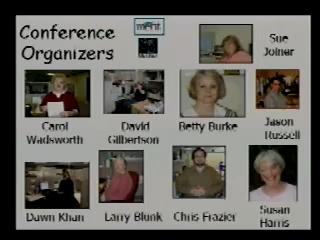 Conference
Organizers
merit
Sue
Joiner
Carol
Wadsworth
David
Gilbertson
Betty Burke
Jason
Russell
Dawn Khan
Larry Blunk
Chris Frazier
Susan
Harris